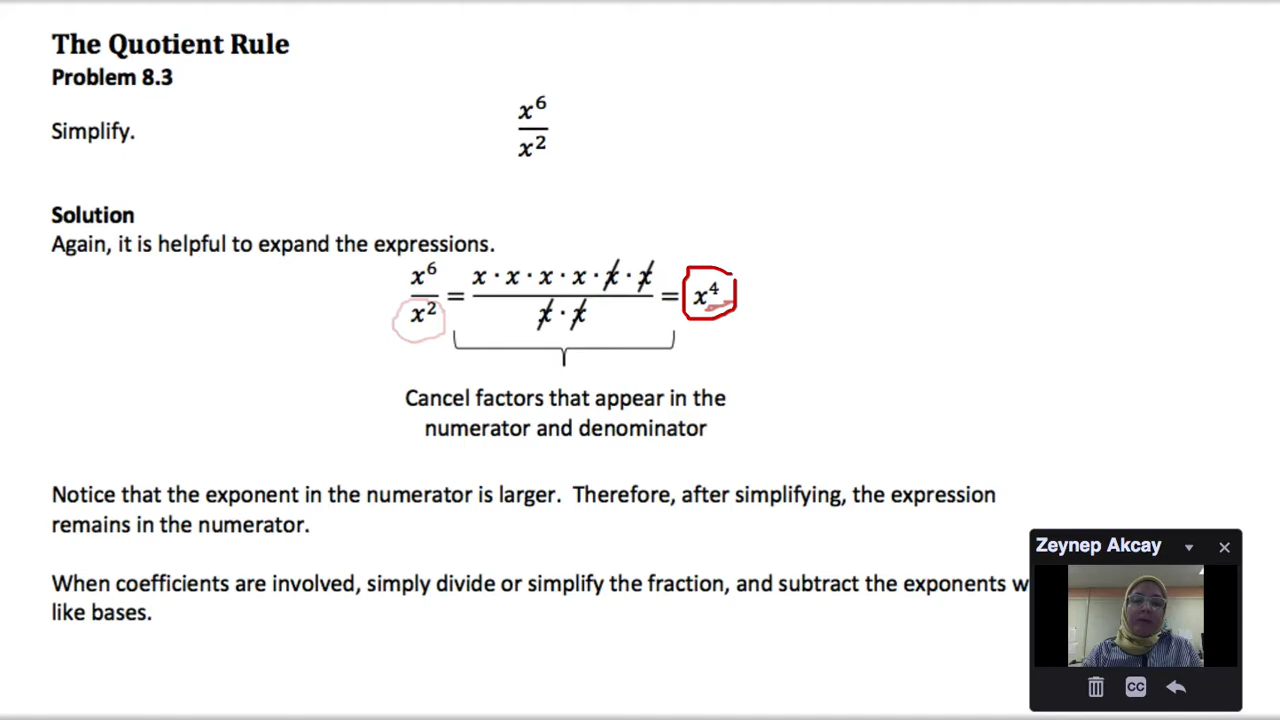 The Quotient Rule
Problem 8.3
Simplify.
x⁶/x²
Solution
Again, it is helpful to expand the expressions.
x⁶/x² = (x · x · x · x · x · x)/(x · x) = x⁴
Cancel factors that appear in the
numerator and denominator
Notice that the exponent in the numerator is larger. Therefore, after simplifying, the expression
remains in the numerator.
When coefficients are involved, simply divide or simplify the fraction, and subtract the exponents w
like bases.
Zeynep Akcay
CC